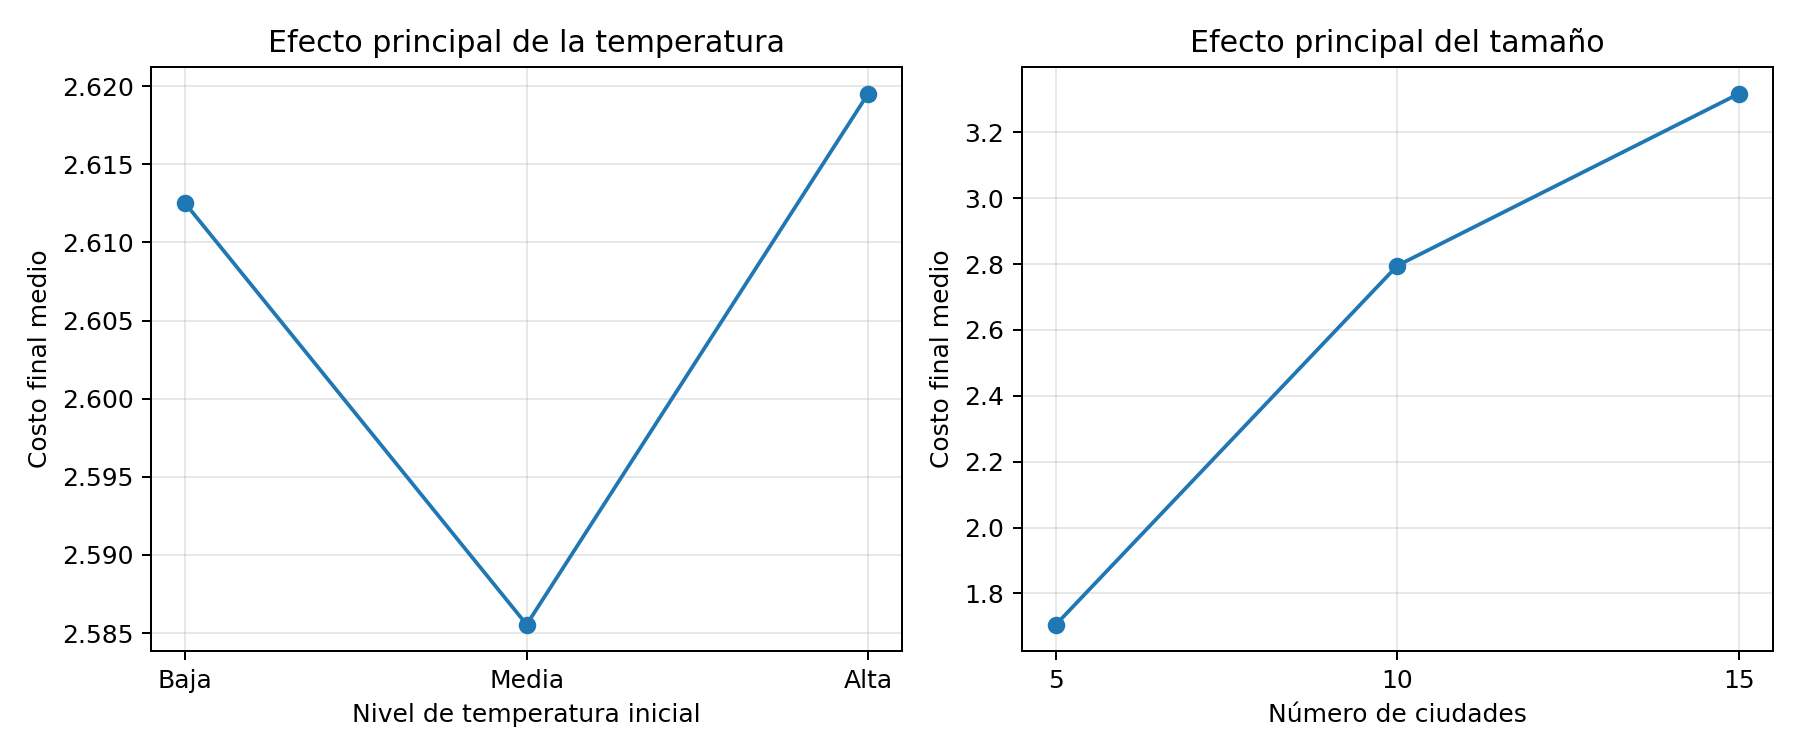 Efecto principal de la temperatura
Costo final medio
2.620
2.615
2.610
2.605
2.600
2.595
2.590
2.585
Baja Media Alta
Nivel de temperatura inicial
Efecto principal del tamaño
Costo final medio
3.2
3.0
2.8
2.6
2.4
2.2
2.0
1.8
5 10 15
Número de ciudades